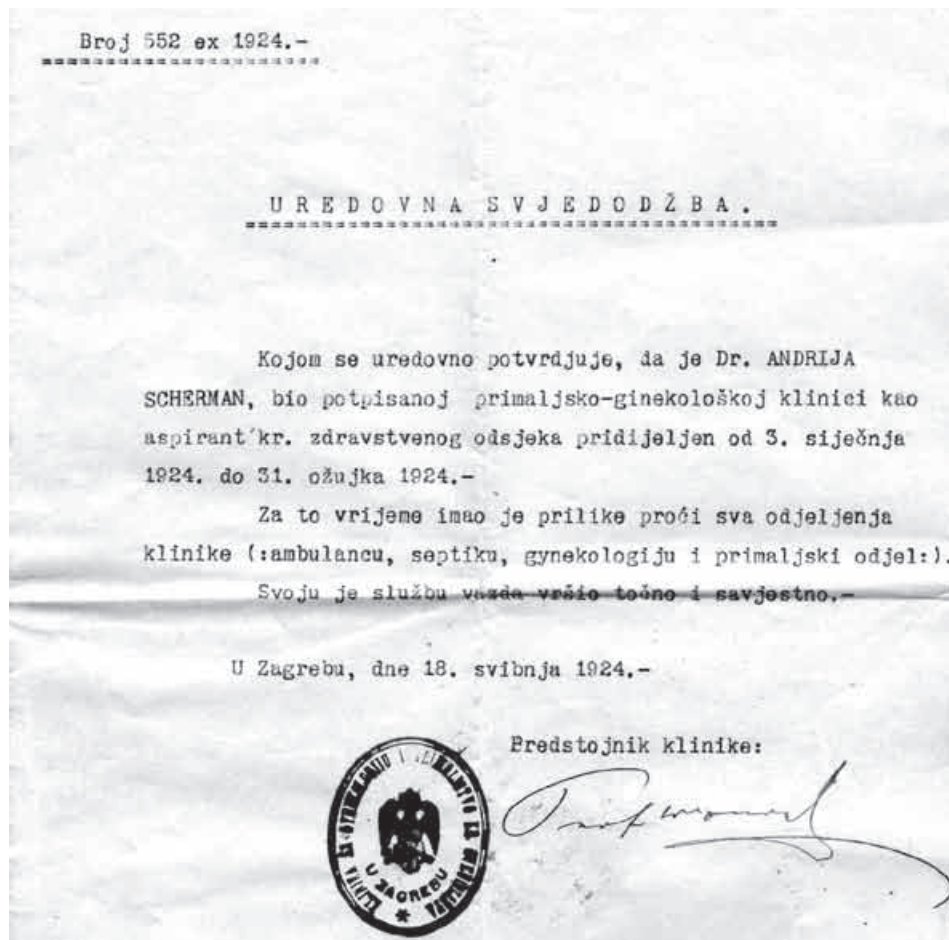 Broj 552 ex 1924.-
UREDOVNA SVJEDODŽBA.
Kojom se uredovno potvrdjuje, da je Dr. ANDRIJA
SCHERMAN, bio potpisanoj primaljsko-ginekološkoj klinici kao
aspirant kr. zdravstvenog odsjeka pridijeljen od 3. siječnja
1924. do 31. ožujka 1924.-
Za to vrijeme imao je prilike proći sva odjeljenja
klinike (:ambulancu, septiku, gynekologiju i primaljski odjel:).
Svoju je službu vazda vršio točno i savjestno.-
U Zagrebu, dne 18. svibnja 1924.-
Predstojnik klinike:
Prof
U ZAGREBU